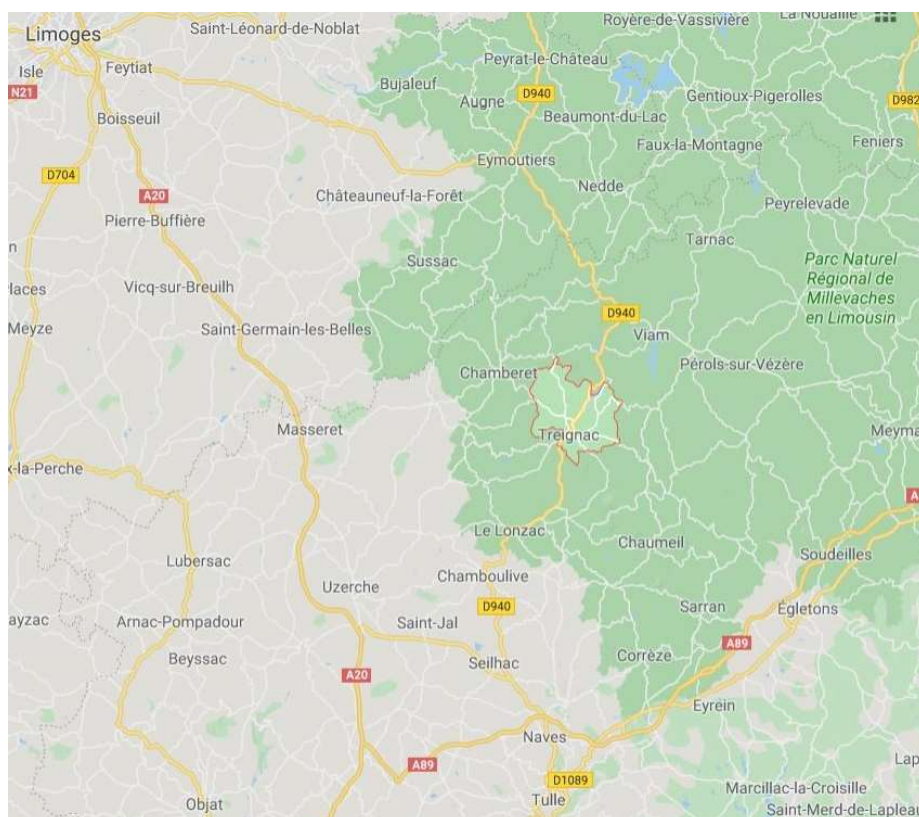 Royère-de-Vassivière
La Nouaille
Limoges
Saint-Léonard-de-Noblat
Peyrat-le-Château
Isle
Feytiat
Bujaleuf
N21
Augne
D940
Gentioux-Pigerolles
D982
Boisseuil
Beaumont-du-Lac
Faux-la-Montagne
Feniers
Eymoutiers
D704
A20
Châteauneuf-la-Forêt
Nedde
Peyrelevade
Pierre-Buffière
Tarnac
Sussac
Parc Naturel
Régional de
Millevaches
en Limousin
Vicq-sur-Breuilh
Meyze
Saint-Germain-les-Belles
D940
Viam
Chamberet
Pérols-sur-Vézère
Masseret
Treignac
x-la-Perche
Le Lonzac
Chaumeil
Soudeilles
Lubersac
Chamboulive
Uzerche
D940
Sarran
Égletons
Arnac-Pompadour
Saint-Jal
A89
Beyssac
Seilhac
Corrèze
A20
Eyrein
Naves
A89
D1089
Marcillac-la-Croisille
Objat
Tulle
Saint-Merd-de-Lapleau